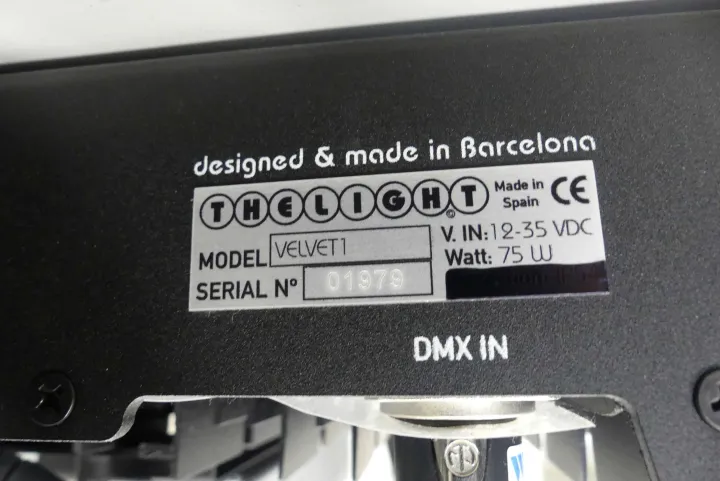 designed & made in Barcelona
THELIGHT©
Made in
Spain
CE
MODEL VELVET1
V. IN: 12-35 VDC
SERIAL Nº 01979
Watt: 75 W
DMX IN